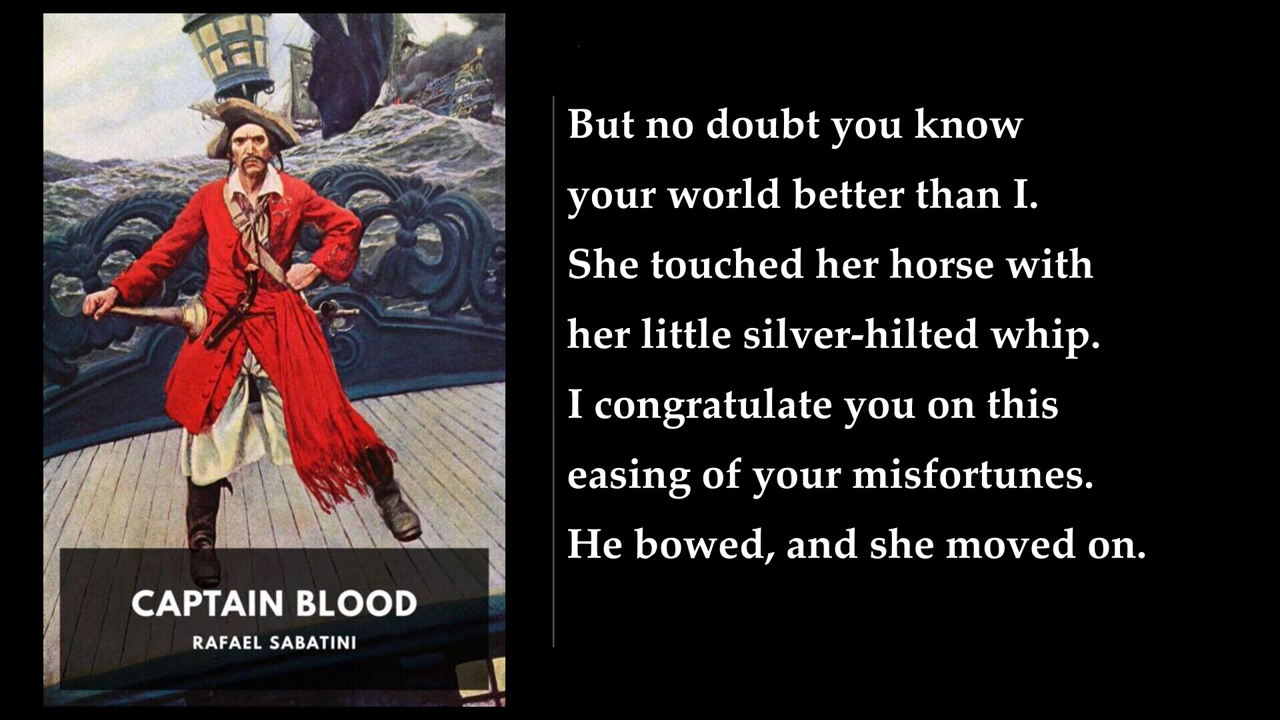 CAPTAIN BLOOD
RAFAEL SABATINI
But no doubt you know
your world better than I.
She touched her horse with
her little silver-hilted whip.
I congratulate you on this
easing of your misfortunes.
He bowed, and she moved on.